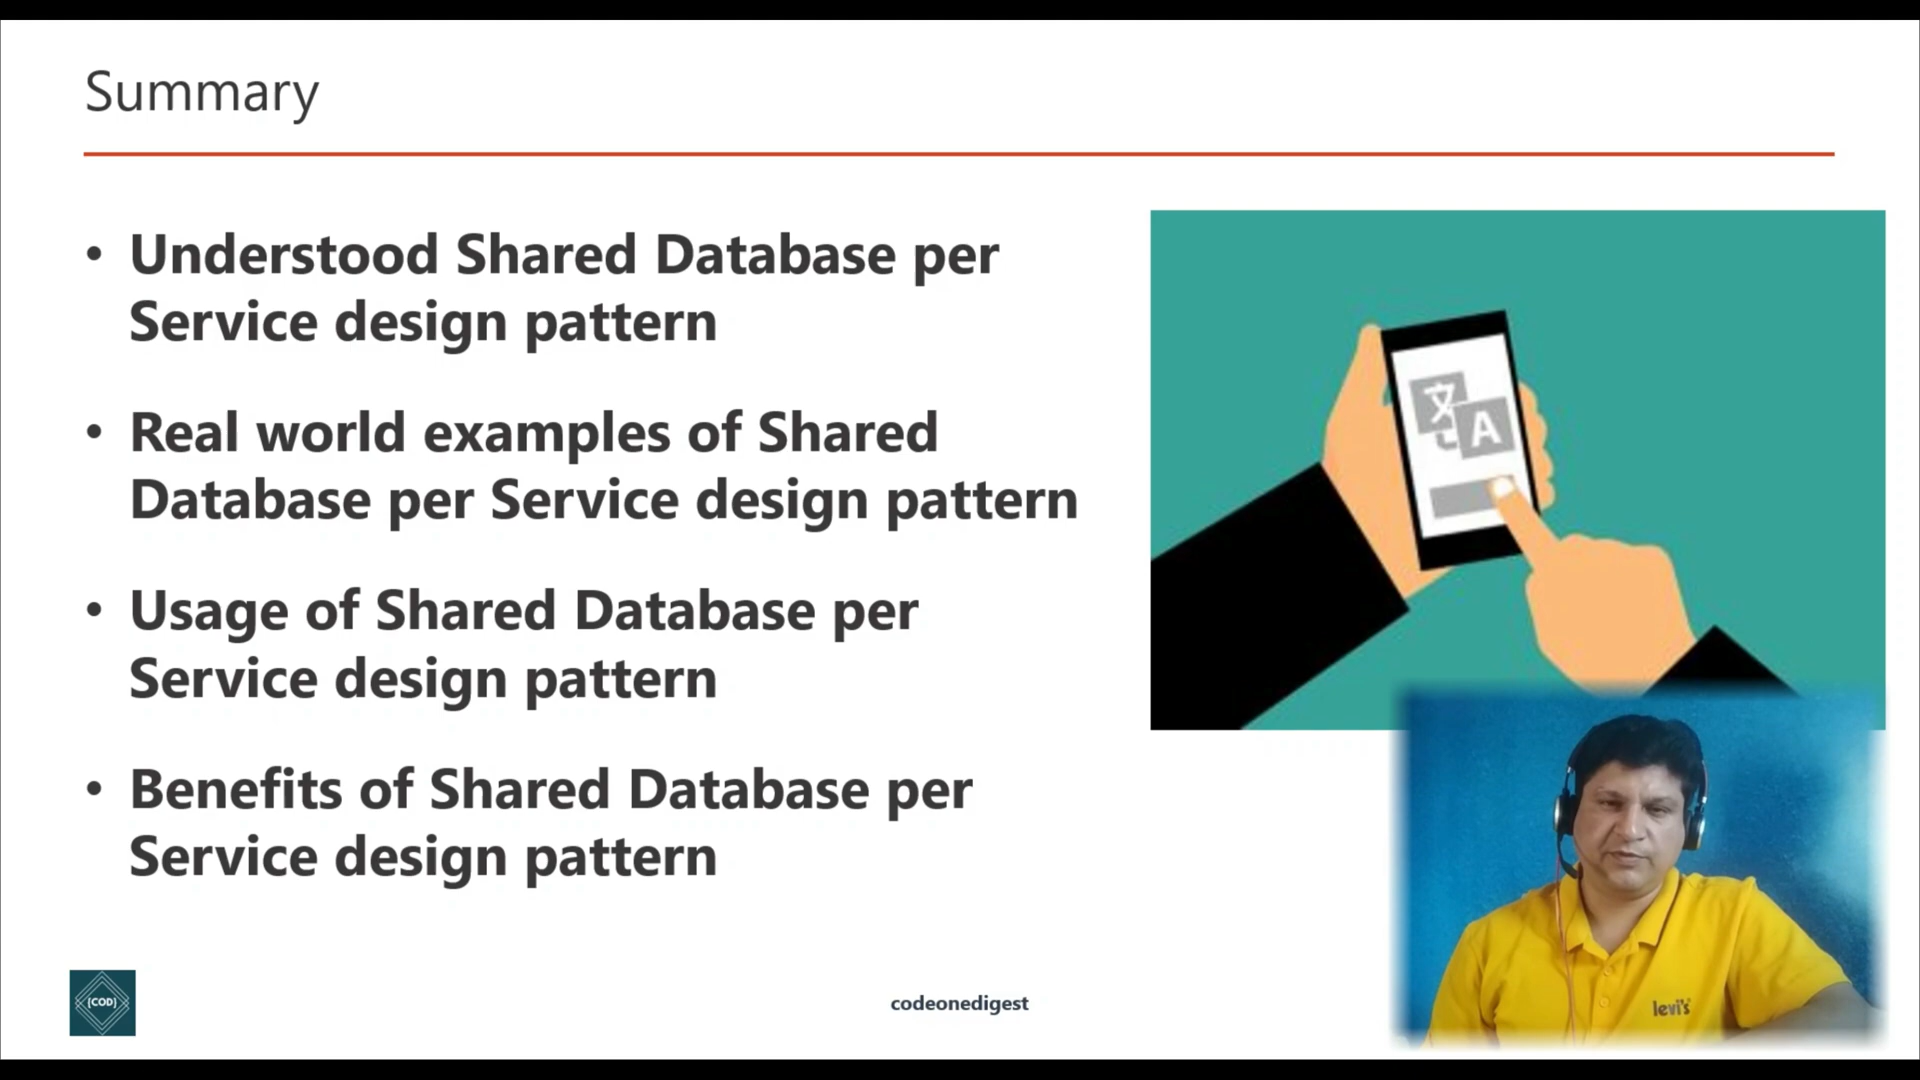 Summary
• Understood Shared Database per
Service design pattern
• Real world examples of Shared
Database per Service design pattern
• Usage of Shared Database per
Service design pattern
• Benefits of Shared Database per
Service design pattern
文
A
{COD}
codeonedigest
levi's